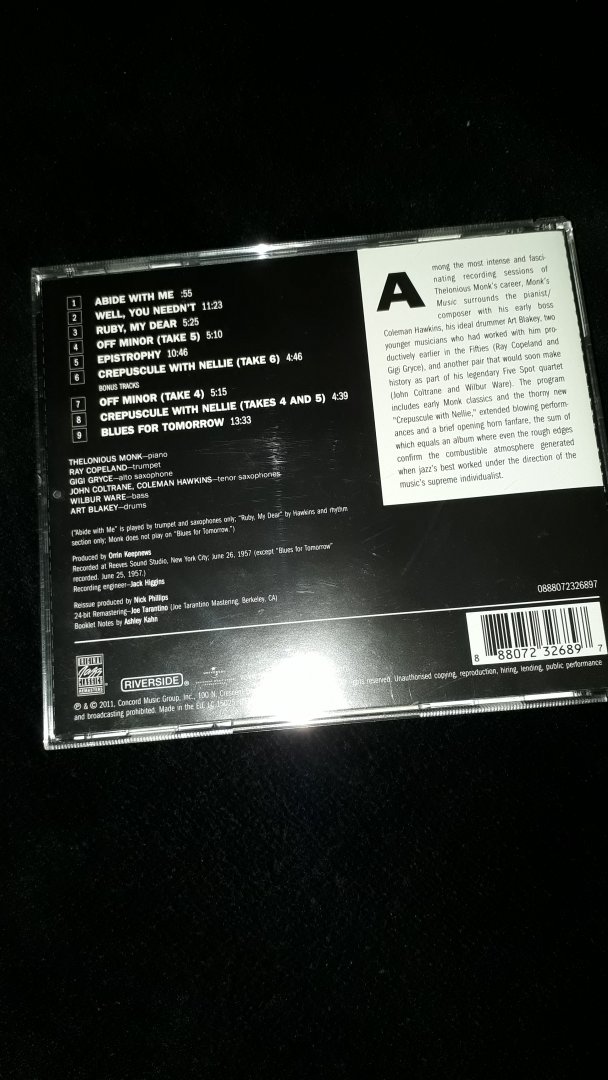 1 ABIDE WITH ME :55
2 WELL, YOU NEEDN'T 11:23
3 RUBY, MY DEAR 5:25
4 OFF MINOR (TAKE 5) 5:10
5 EPISTROPHY 10:46
6 CREPUSCULE WITH NELLIE (TAKE 6) 4:46
BONUS TRACKS
7 OFF MINOR (TAKE 4) 5:15
8 CREPUSCULE WITH NELLIE (TAKES 4 AND 5) 4:39
9 BLUES FOR TOMORROW 13:33
THELONIOUS MONK—piano
RAY COPELAND—trumpet
GIGI GRYCE—alto saxophone
JOHN COLTRANE, COLEMAN HAWKINS—tenor saxophones
WILBUR WARE—bass
ART BLAKEY—drums
("Abide with Me" is played by trumpet and saxophones only; "Ruby, My Dear" by Hawkins and rhythm
section only; Monk does not play on "Blues for Tomorrow.")
Produced by Orrin Keepnews
Recorded at Reeves Sound Studio, New York City; June 26, 1957 (except "Blues for Tomorrow"
recorded. June 25, 1957.)
Recording engineer—Jack Higgins
Reissue produced by Nick Phillips
24-bit Remastering—Joe Tarantino (Joe Tarantino Mastering, Berkeley, CA)
Booklet Notes by Ashley Kahn
Among the most intense and fasci-
nating recording sessions of
Thelonious Monk's career, Monk's
Music surrounds the pianist/
composer with his early boss
Coleman Hawkins, his ideal drummer Art Blakey, two
younger musicians who had worked with him pro-
ductively earlier in the Fifties (Ray Copeland and
Gigi Gryce), and another pair that would soon make
history as part of his legendary Five Spot quartet
(John Coltrane and Wilbur Ware). The program
includes early Monk classics and the thorny new
"Crepuscule with Nellie," extended blowing perform-
ances and a brief opening horn fanfare, the sum of
which equals an album where even the rough edges
confirm the combustible atmosphere generated
when jazz's best worked under the direction of the
music's supreme individualist.
0888072326897
8 88072 32689 7
ORIGINAL
Jazz
CLASSICS
REMASTERS
RIVERSIDE®
UNIVERSAL
℗ & © 2011, Concord Music Group, Inc., 100 N. Crescent rights reserved. Unauthorised copying, reproduction, hiring, lending, public performance
and broadcasting prohibited. Made in the EU. LC 15025